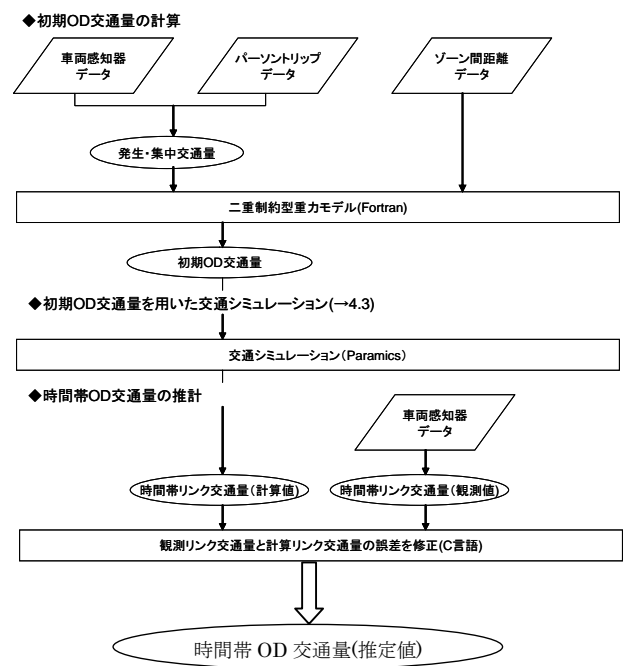 ◆初期OD交通量の計算
車両感知器
データ
パーソントリップ
データ
ゾーン間距離
データ
発生・集中交通量
二重制約型重力モデル(Fortran)
初期OD交通量
◆初期OD交通量を用いた交通シミュレーション(→4.3)
交通シミュレーション(Paramics)
◆時間帯OD交通量の推計
車両感知器
データ
時間帯リンク交通量(計算値)
時間帯リンク交通量(観測値)
観測リンク交通量と計算リンク交通量の誤差を修正(C言語)
時間帯 OD 交通量(推定値)